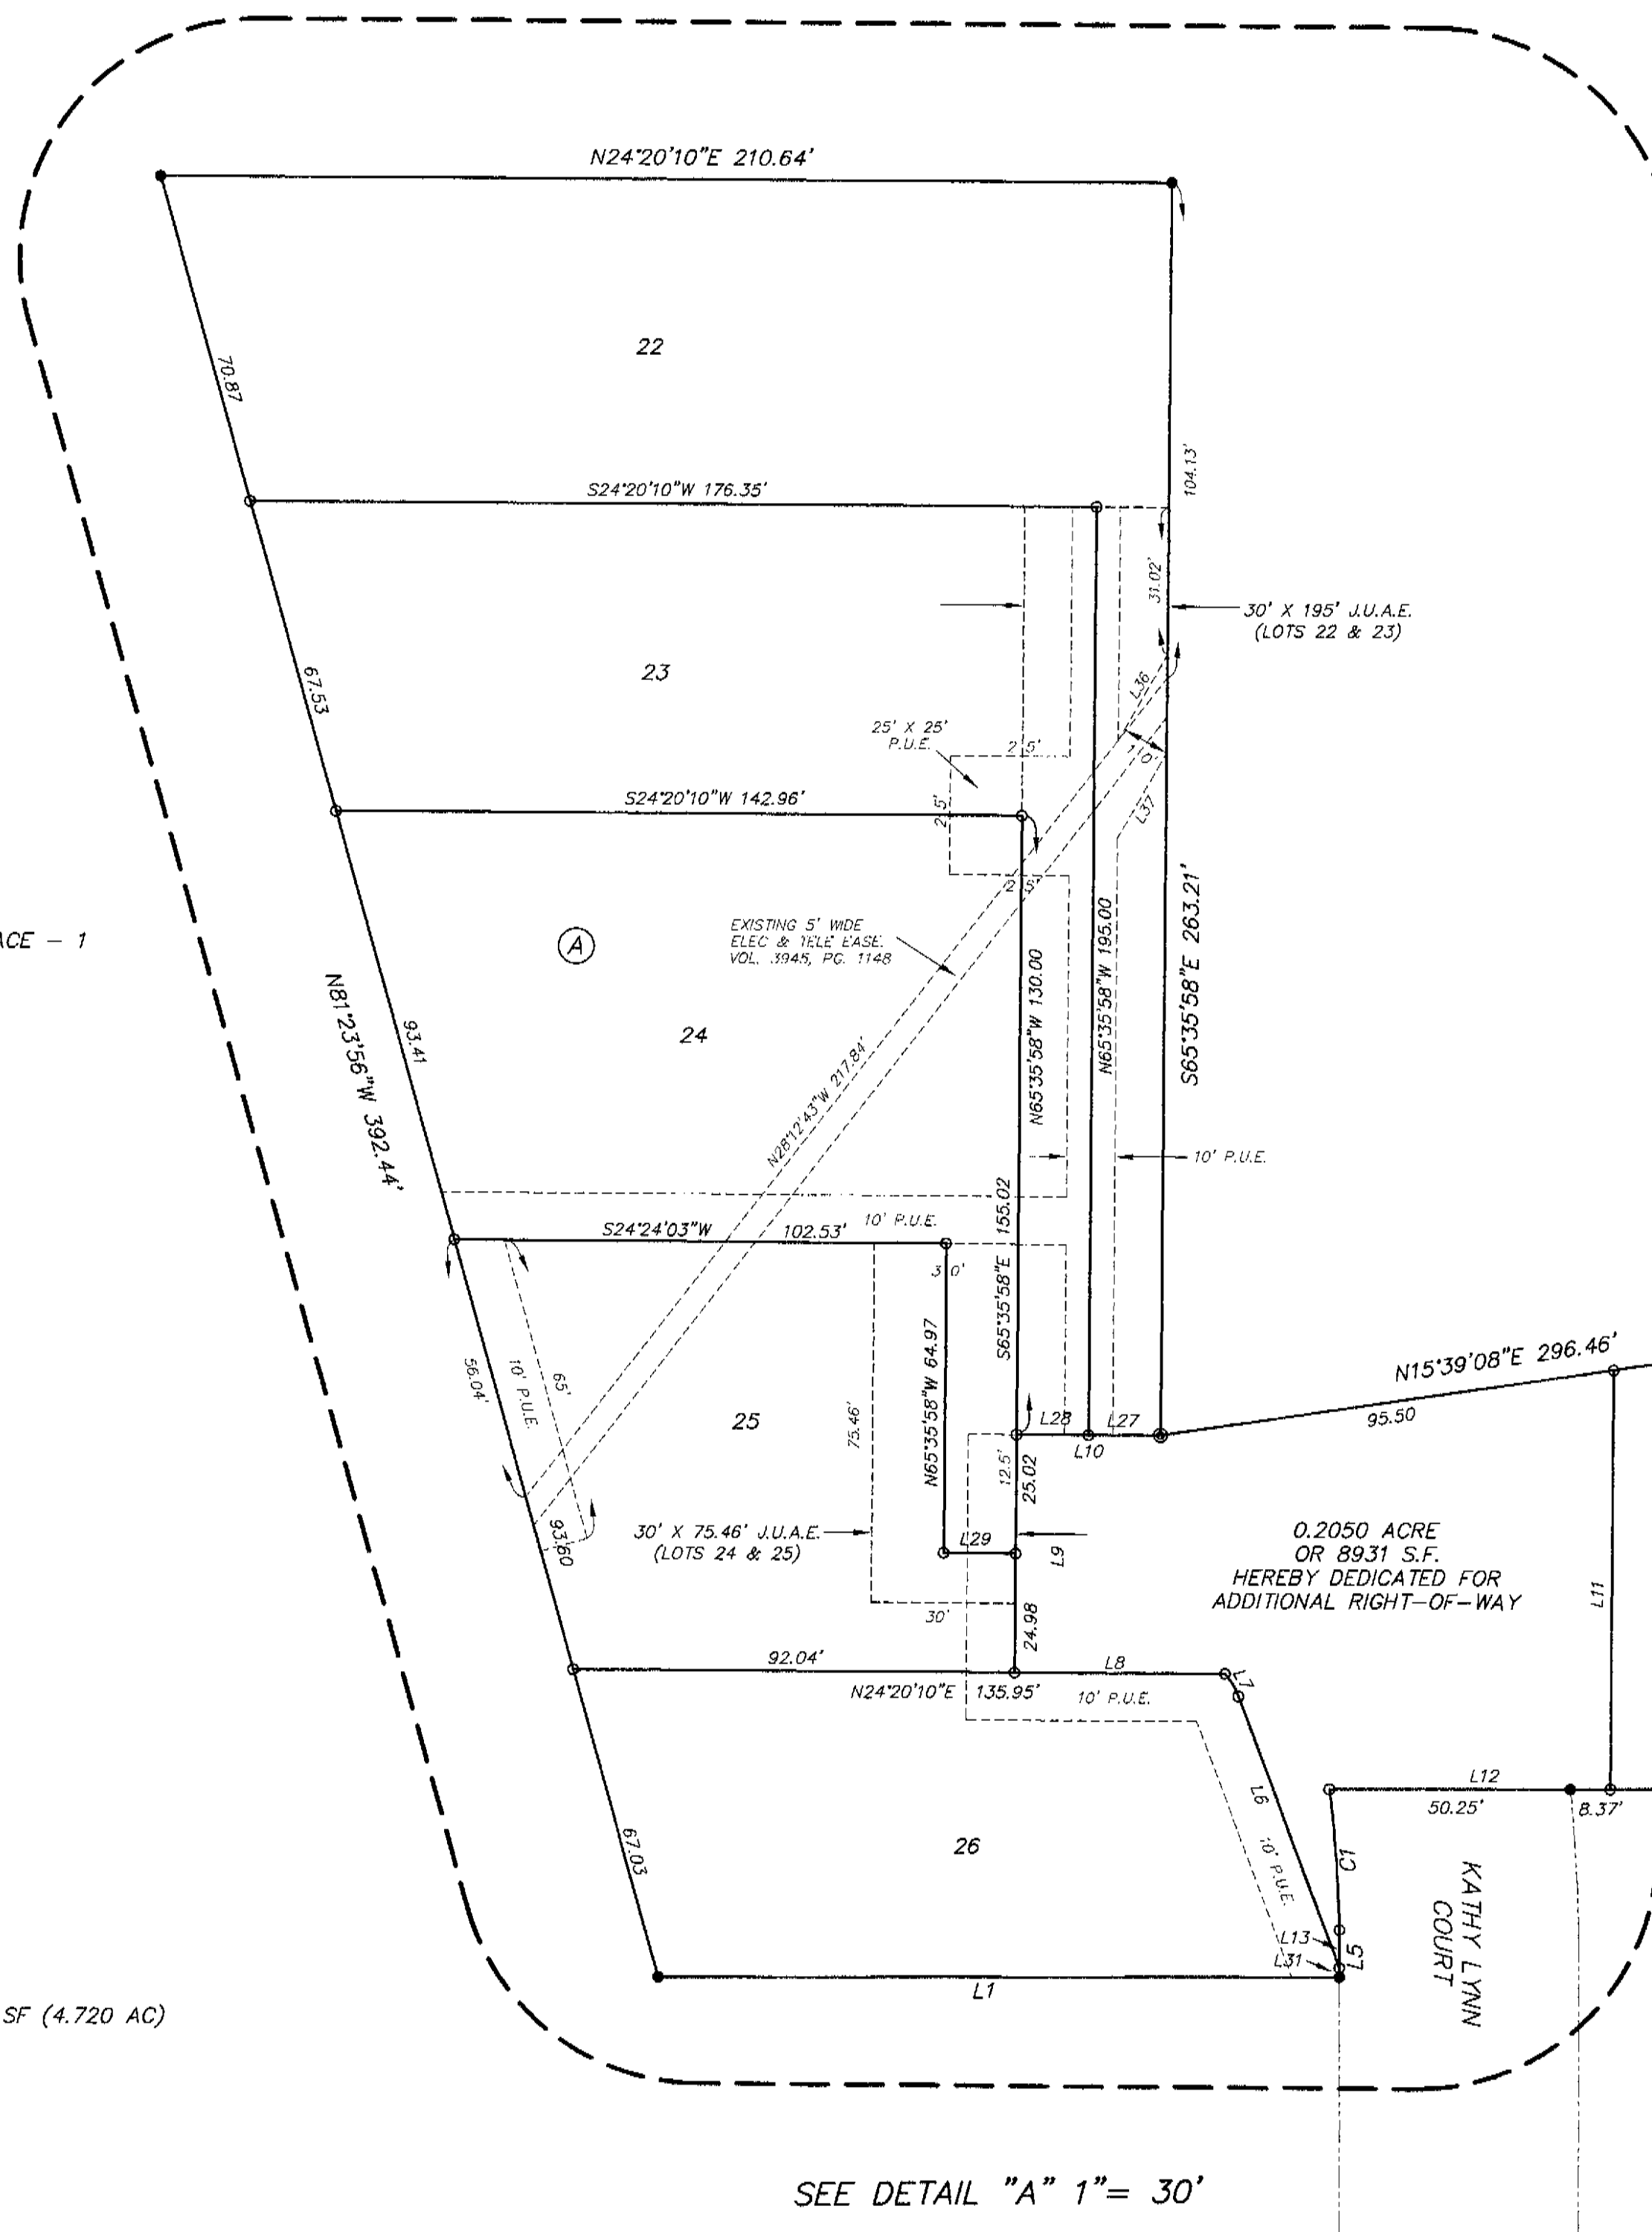 N24°20'10"E 210.64'
22
70.87
104.13'
S24°20'10"W 176.35'
31.02'
30' X 195' J.U.A.E.
(LOTS 22 & 23)
23
67.53
L36
25' X 25'
P.U.E.
25'
10'
S24°20'10"W 142.96'
25'
L37
25'
S65°35'58"E 263.21'
EXISTING 5' WIDE
ELEC & TELE EASE.
VOL. 3945, PG. 1148
A
ACE - 1
N65°35'58"W 130.00
N65°35'58"W 195.00
24
93.41
N81°23'56"W 392.44'
N28°12'43"W 217.84'
10' P.U.E.
S65°35'58"E 155.02
S24°24'03"W 102.53'
10' P.U.E.
30'
N65°35'58"W 64.97
56.04'
10' P.U.E.
65'
25
75.46'
N15°39'08"E 296.46'
95.50
L28
L27
L10
12.5'
25.02
93.60
30' X 75.46' J.U.A.E.
(LOTS 24 & 25)
L29
L9
0.2050 ACRE
OR 8931 S.F.
HEREBY DEDICATED FOR
ADDITIONAL RIGHT-OF-WAY
L11
30'
24.98
92.04'
L8
L7
N24°20'10"E 135.95'
10' P.U.E.
L12
50.25'
8.37'
L6
10' P.U.E.
26
67.03
C1
KATHY LYNN
COURT
L13
L31
L5
L1
SF (4.720 AC)
SEE DETAIL "A" 1"= 30'